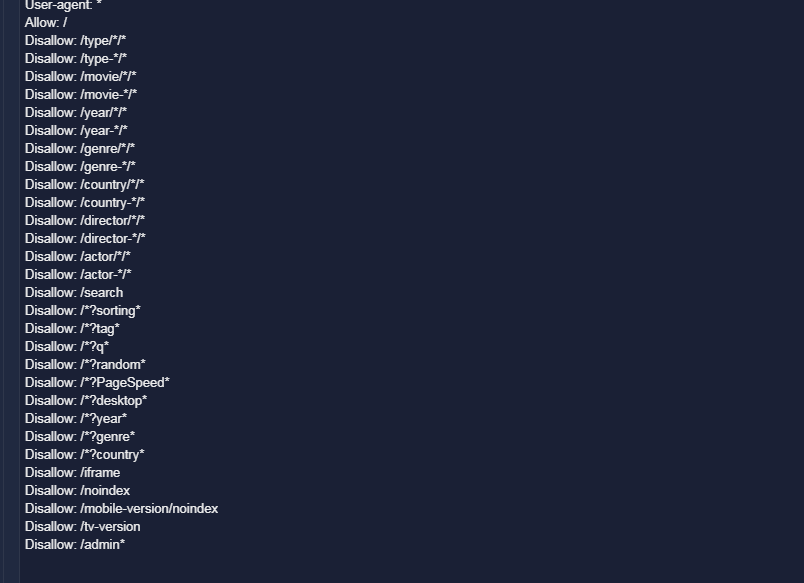 User-agent: *
Allow: /
Disallow: /type/*/*
Disallow: /type-*/*
Disallow: /movie/*/*
Disallow: /movie-*/*
Disallow: /year/*/*
Disallow: /year-*/*
Disallow: /genre/*/*
Disallow: /genre-*/*
Disallow: /country/*/*
Disallow: /country-*/*
Disallow: /director/*/*
Disallow: /director-*/*
Disallow: /actor/*/*
Disallow: /actor-*/*
Disallow: /search
Disallow: /*?sorting*
Disallow: /*?tag*
Disallow: /*?q*
Disallow: /*?random*
Disallow: /*?PageSpeed*
Disallow: /*?desktop*
Disallow: /*?year*
Disallow: /*?genre*
Disallow: /*?country*
Disallow: /iframe
Disallow: /noindex
Disallow: /mobile-version/noindex
Disallow: /tv-version
Disallow: /admin*